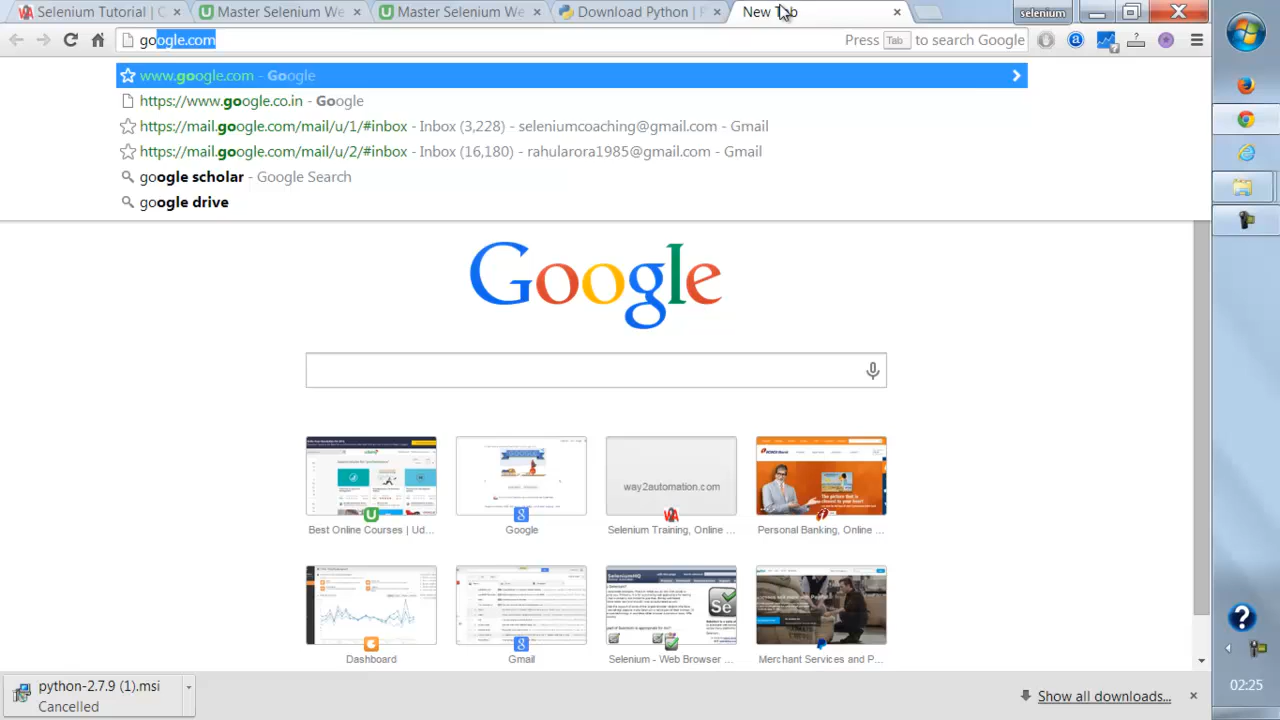 Selenium Tutorial | C
Master Selenium We
Master Selenium We
Download Python | P
New Tab
selenium
google.com
Press Tab to search Google
www.google.com - Google
https://www.google.co.in - Google
https://mail.google.com/mail/u/1/#inbox - Inbox (3,228) - seleniumcoaching@gmail.com - Gmail
https://mail.google.com/mail/u/2/#inbox - Inbox (16,180) - rahularora1985@gmail.com - Gmail
google scholar - Google Search
google drive
Google
way2automation.com
Best Online Courses | Ud...
Google
Selenium Training, Online ...
Personal Banking, Online ...
Se
Dashboard
Gmail
Selenium - Web Browser ...
Merchant Services and P...
python-2.7.9 (1).msi
Cancelled
Show all downloads...
02:25